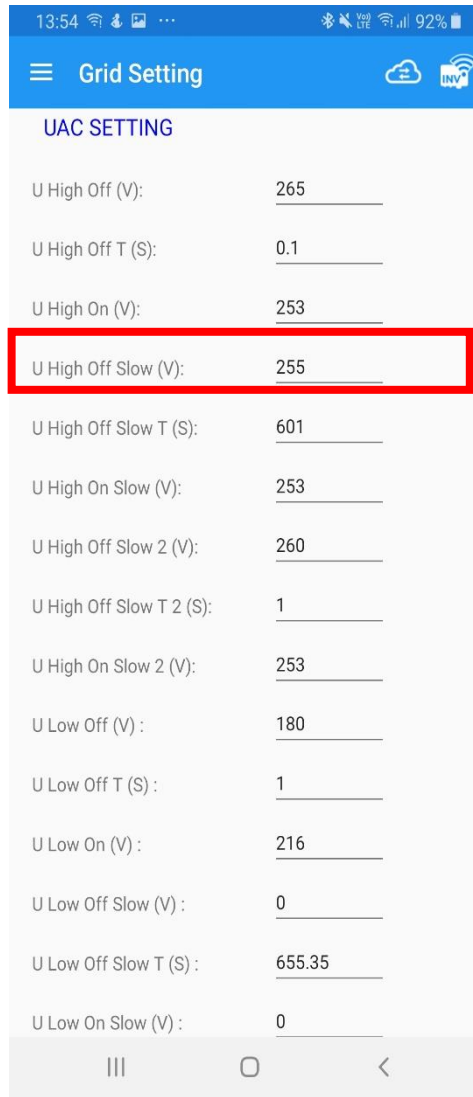 13:54 92%
Vo)) LTE
Grid Setting
INV
UAC SETTING
U High Off (V): 265
U High Off T (S): 0.1
U High On (V): 253
U High Off Slow (V): 255
U High Off Slow T (S): 601
U High On Slow (V): 253
U High Off Slow 2 (V): 260
U High Off Slow T 2 (S): 1
U High On Slow 2 (V): 253
U Low Off (V) : 180
U Low Off T (S) : 1
U Low On (V) : 216
U Low Off Slow (V) : 0
U Low Off Slow T (S) : 655.35
U Low On Slow (V) : 0